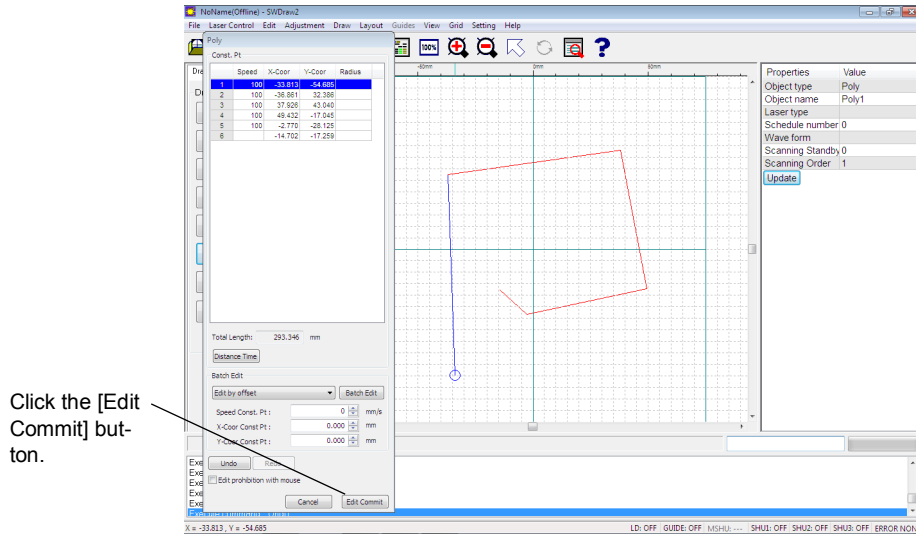 NoName(Offline) - SWDraw2
File Laser Control Edit Adjustment Draw Layout Guides View Grid Setting Help
100%
Poly
Const. Pt
Speed X-Coor Y-Coor Radius
1 100 -33.813 -54.685
2 100 -36.861 32.386
3 100 37.926 43.040
4 100 49.432 -17.045
5 100 -2.770 -28.125
6 -14.702 -17.259
Total Length: 293.346 mm
Distance Time
Batch Edit
Edit by offset Batch Edit
Speed Const. Pt : 0 mm/s
X-Coor Const Pt : 0.000 mm
Y-Coor Const Pt : 0.000 mm
Undo
Edit prohibition with mouse
Cancel Edit Commit
0mm
Properties Value
Object type Poly
Object name Poly1
Laser type
Schedule number 0
Wave form
Scanning Standby 0
Scanning Order 1
Update
Click the [Edit
Commit] but-
ton.
Exe
Exe
Exe
Exe
Exe
X = -33.813 , Y = -54.685
LD: OFF GUIDE: OFF MSHU: --- SHU1: OFF SHU2: OFF SHU3: OFF ERROR NON